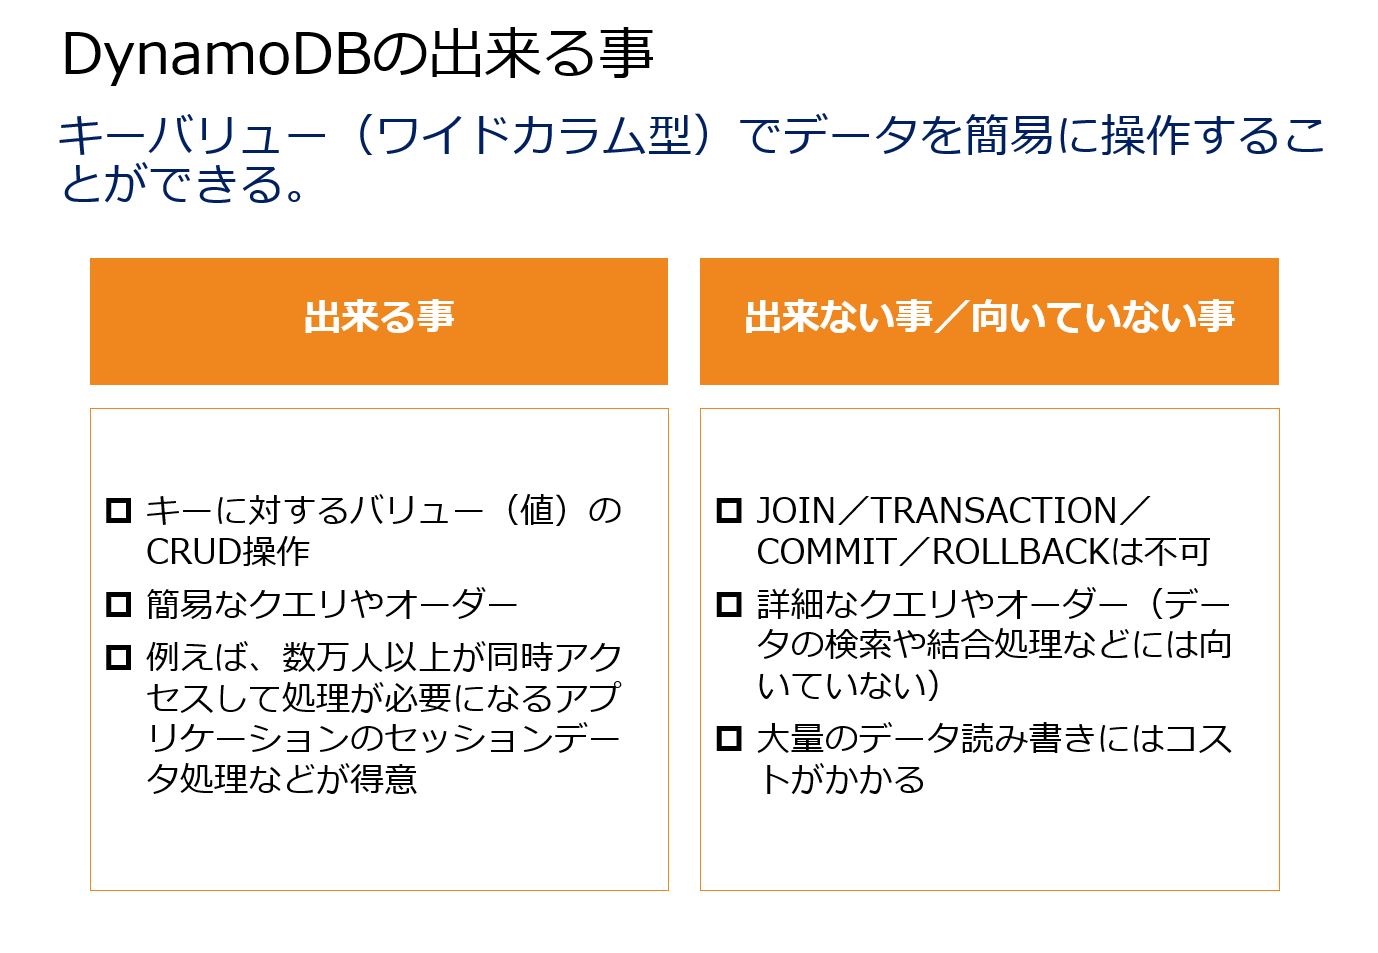 DynamoDBの出来る事
キーバリュー（ワイドカラム型）でデータを簡易に操作するこ
とができる。
出来る事
キーに対するバリュー（値）の
CRUD操作
簡易なクエリやオーダー
例えば、数万人以上が同時アク
セスして処理が必要になるアプ
リケーションのセッションデー
タ処理などが得意
出来ない事／向いていない事
JOIN／TRANSACTION／
COMMIT／ROLLBACKは不可
詳細なクエリやオーダー（デー
タの検索や結合処理などには向
いていない）
大量のデータ読み書きにはコス
トがかかる